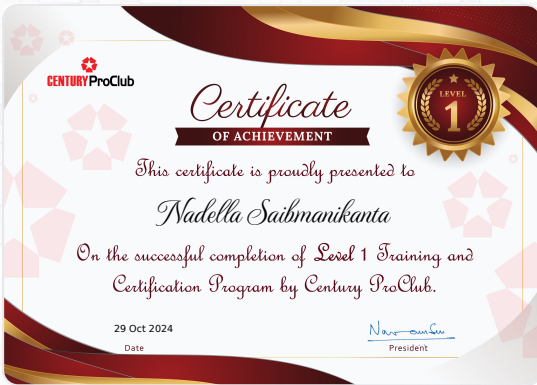 CENTURY ProClub
LEVEL
1
Certificate
OF ACHIEVEMENT
This certificate is proudly presented to
Nadella Saibmanikanta
On the successful completion of Level 1 Training and
Certification Program by Century ProClub.
29 Oct 2024
Date
President